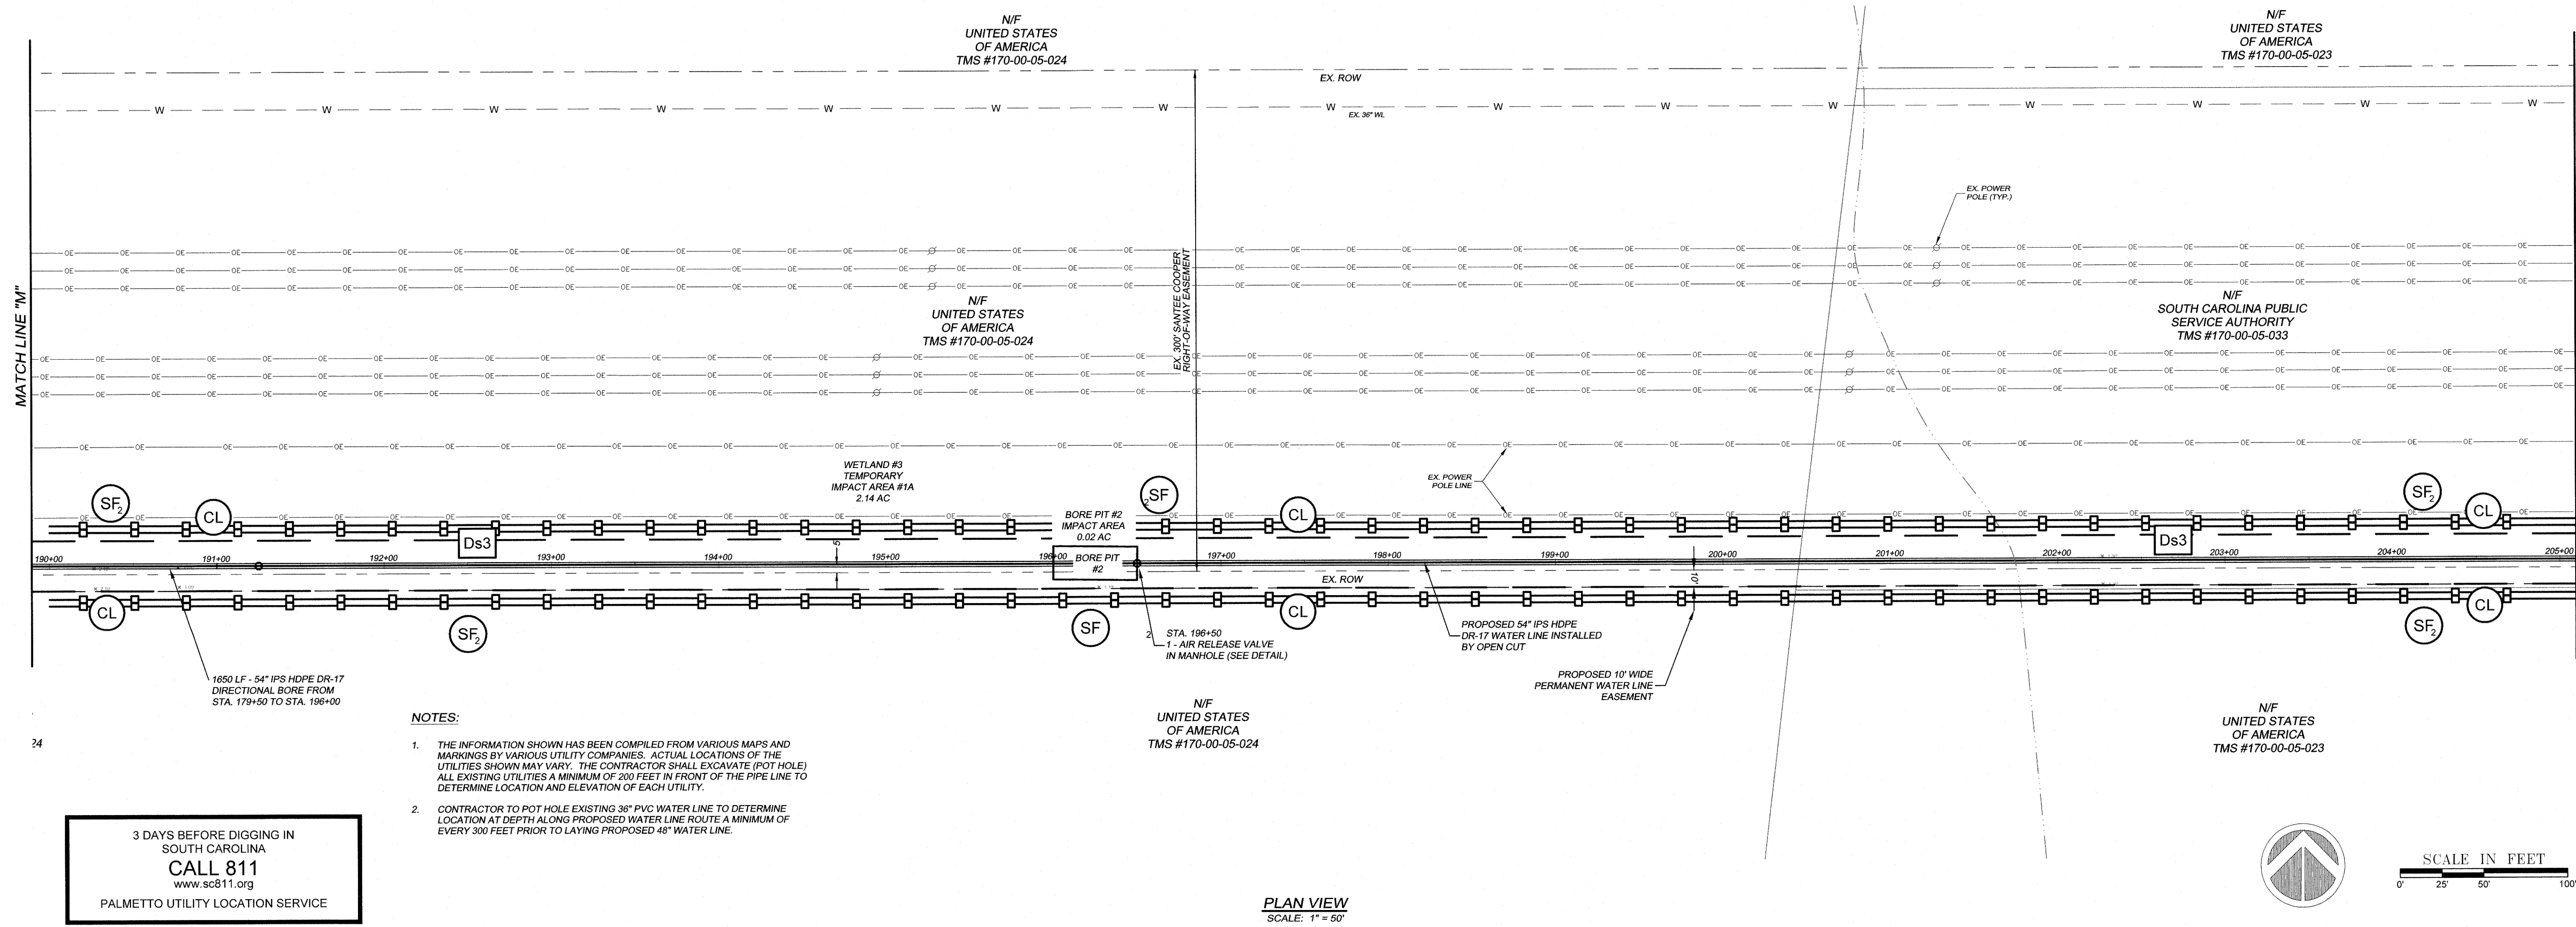 N/F
UNITED STATES
OF AMERICA
TMS #170-00-05-024
N/F
UNITED STATES
OF AMERICA
TMS #170-00-05-023
EX. ROW
W W W W W W W W W W W W W W W
EX. 36" WL
EX. POWER
POLE (TYP.)
MATCH LINE "M"
EX. 300' SANTEE COOPER
RIGHT-OF-WAY EASEMENT
N/F
UNITED STATES
OF AMERICA
TMS #170-00-05-024
N/F
SOUTH CAROLINA PUBLIC
SERVICE AUTHORITY
TMS #170-00-05-033
WETLAND #3
TEMPORARY
IMPACT AREA #1A
2.14 AC
EX. POWER
POLE LINE
SF2
CL
2SF
CL
SF2
CL
BORE PIT #2
IMPACT AREA
0.02 AC
Ds3
Ds3
190+00 191+00 192+00 193+00 194+00 195+00 196+00 197+00 198+00 199+00 200+00 201+00 202+00 203+00 204+00 205+00
BORE PIT
#2
5'
10'
EX. ROW
CL
SF2
SF
2
CL
SF2
CL
STA. 196+50
1 - AIR RELEASE VALVE
IN MANHOLE (SEE DETAIL)
PROPOSED 54" IPS HDPE
DR-17 WATER LINE INSTALLED
BY OPEN CUT
PROPOSED 10' WIDE
PERMANENT WATER LINE
EASEMENT
1650 LF - 54" IPS HDPE DR-17
DIRECTIONAL BORE FROM
STA. 179+50 TO STA. 196+00
N/F
UNITED STATES
OF AMERICA
TMS #170-00-05-024
N/F
UNITED STATES
OF AMERICA
TMS #170-00-05-023
24
NOTES:
1. THE INFORMATION SHOWN HAS BEEN COMPILED FROM VARIOUS MAPS AND
MARKINGS BY VARIOUS UTILITY COMPANIES. ACTUAL LOCATIONS OF THE
UTILITIES SHOWN MAY VARY. THE CONTRACTOR SHALL EXCAVATE (POT HOLE)
ALL EXISTING UTILITIES A MINIMUM OF 200 FEET IN FRONT OF THE PIPE LINE TO
DETERMINE LOCATION AND ELEVATION OF EACH UTILITY.
2. CONTRACTOR TO POT HOLE EXISTING 36" PVC WATER LINE TO DETERMINE
LOCATION AT DEPTH ALONG PROPOSED WATER LINE ROUTE A MINIMUM OF
EVERY 300 FEET PRIOR TO LAYING PROPOSED 48" WATER LINE.
3 DAYS BEFORE DIGGING IN
SOUTH CAROLINA
CALL 811
www.sc811.org
PALMETTO UTILITY LOCATION SERVICE
PLAN VIEW
SCALE: 1" = 50'
SCALE IN FEET
0' 25' 50' 100'